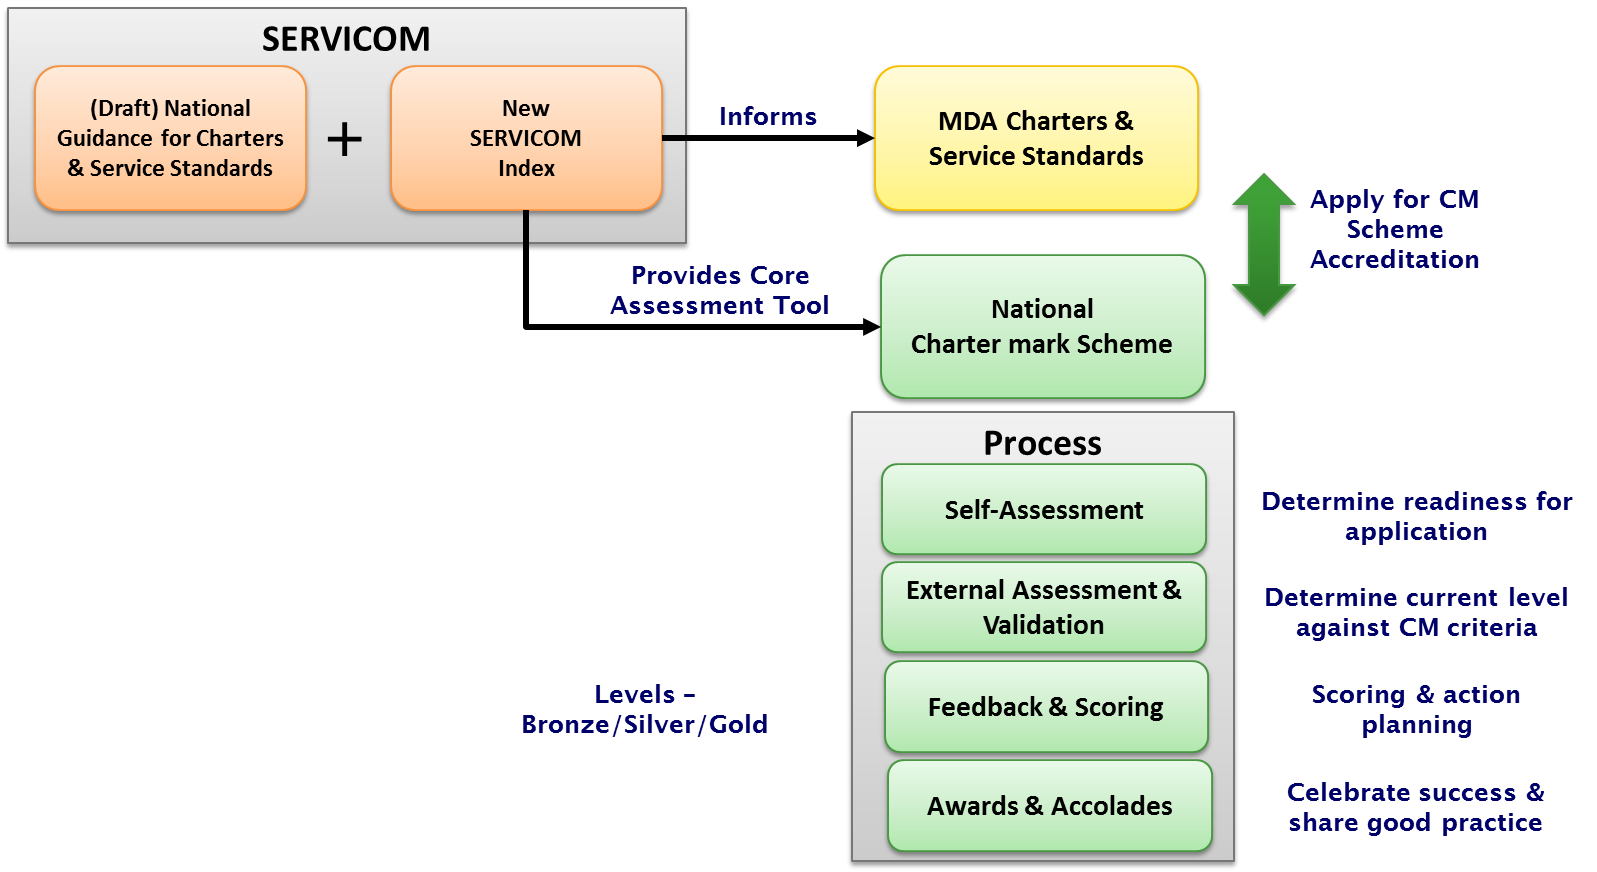 SERVICOM
(Draft) National
Guidance for Charters
& Service Standards
+
New
SERVICOM
Index
Informs
MDA Charters &
Service Standards
Apply for CM
Scheme
Accreditation
Provides Core
Assessment Tool
National
Charter mark Scheme
Process
Self-Assessment
Determine readiness for
application
External Assessment &
Validation
Determine current level
against CM criteria
Levels –
Bronze/Silver/Gold
Feedback & Scoring
Scoring & action
planning
Awards & Accolades
Celebrate success &
share good practice